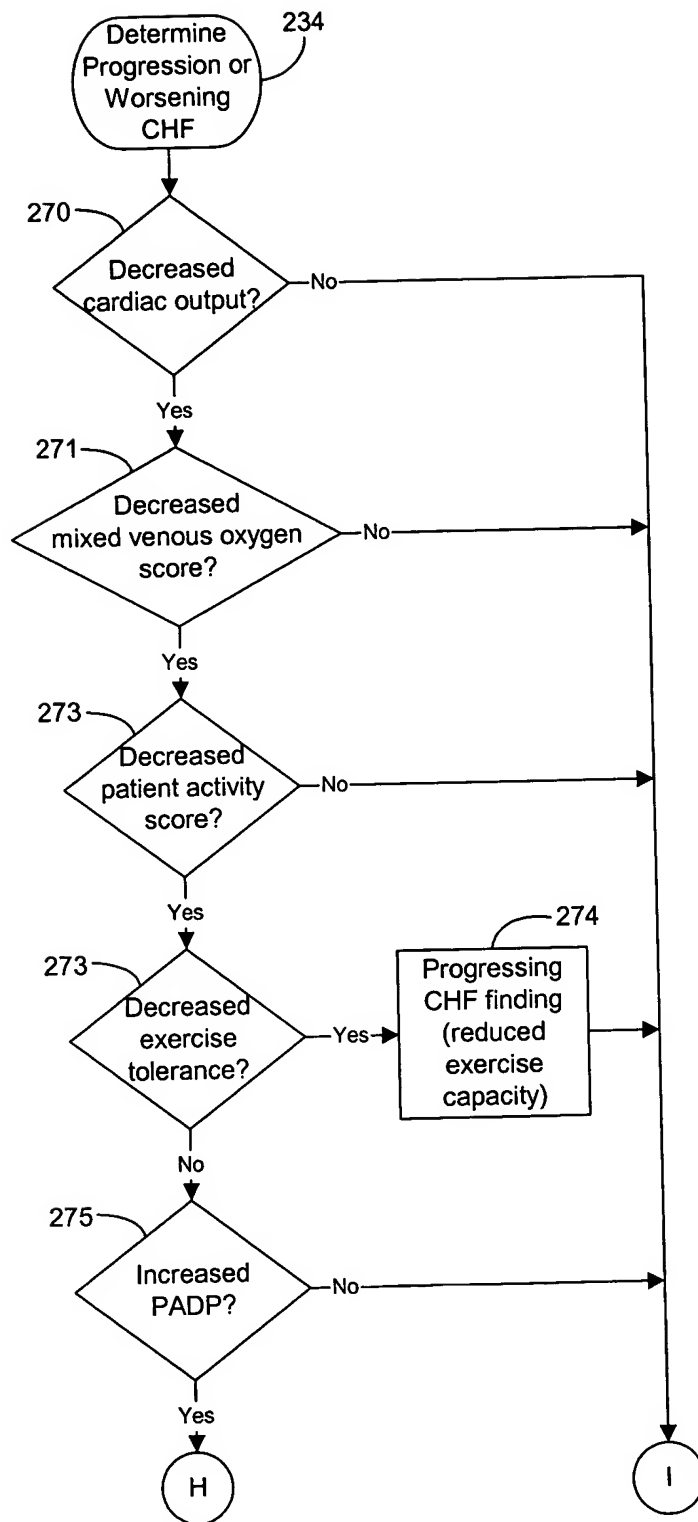 234
Determine
Progression or
Worsening
CHF
270
Decreased
cardiac output?
No
Yes
271
Decreased
mixed venous oxygen
score?
No
Yes
273
Decreased
patient activity
score?
No
Yes
274
273
Decreased
exercise
tolerance?
Yes
Progressing
CHF finding
(reduced
exercise
capacity)
No
275
Increased
PADP?
No
Yes
H
I